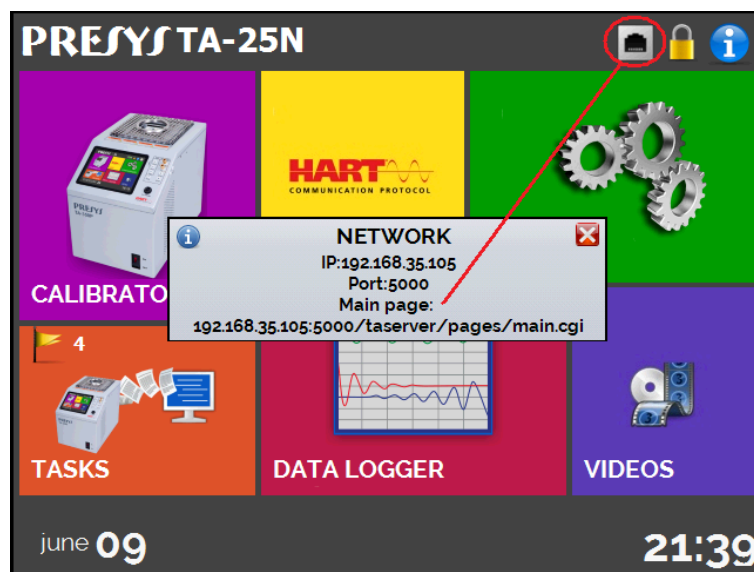 PRESYS TA-25N
HART
COMMUNICATION PROTOCOL
PRESYS
NETWORK
IP:192.168.35.105
Port:5000
Main page:
192.168.35.105:5000/taserver/pages/main.cgi
CALIBRATO
4
TASKS
DATA LOGGER
VIDEOS
june 09
21:39